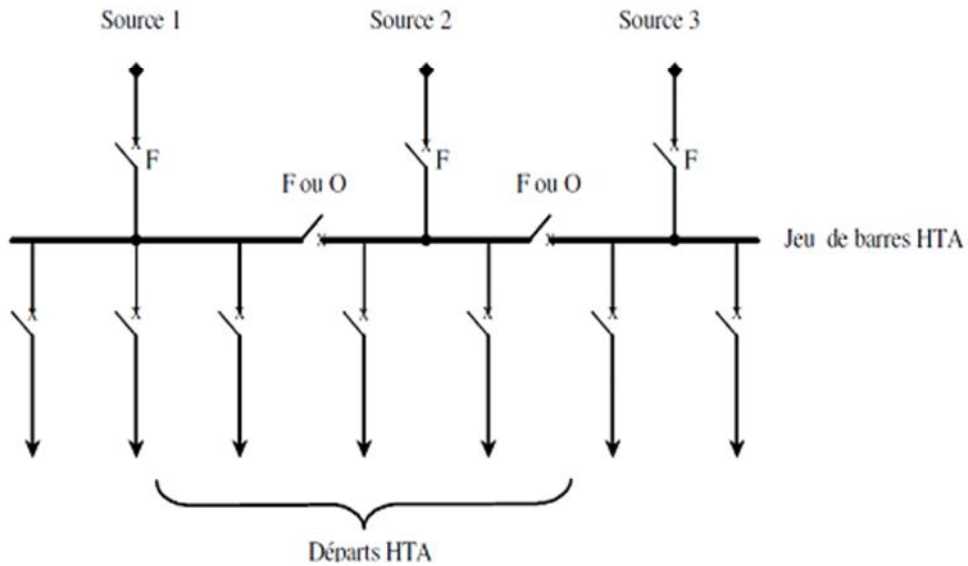 Source 1
Source 2
Source 3
F
F
F
F ou O
F ou O
Jeu de barres HTA
Départs HTA